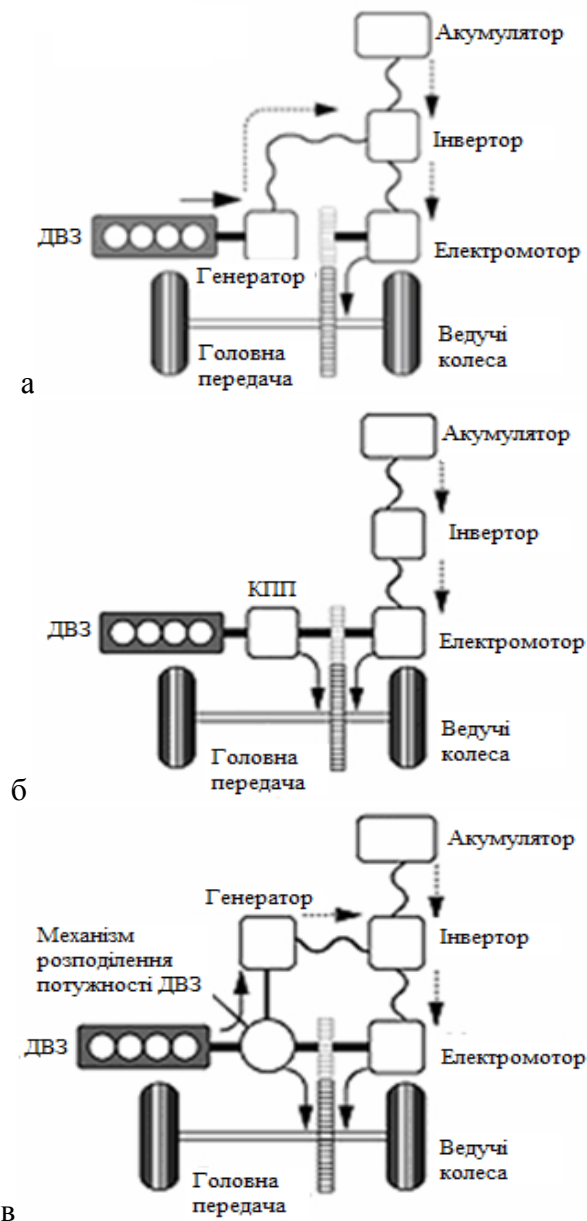 Акумулятор
Інвертор
ДВЗ
Генератор
Електромотор
Головна
передача
Ведучі
колеса
а
Акумулятор
Інвертор
КПП
ДВЗ
Електромотор
Головна
передача
Ведучі
колеса
б
Акумулятор
Генератор
Механізм
розподілення
потужності ДВЗ
Інвертор
ДВЗ
Електромотор
Головна
передача
Ведучі
колеса
в